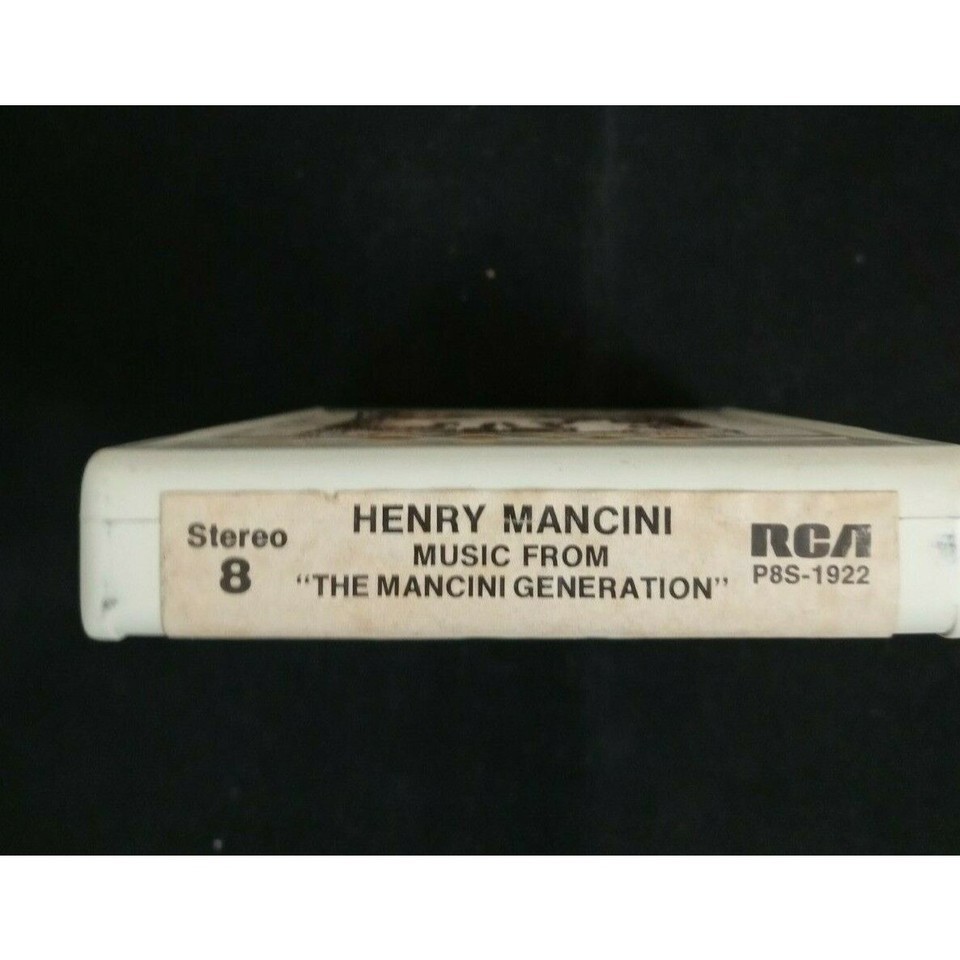 Stereo
8
HENRY MANCINI
MUSIC FROM
"THE MANCINI GENERATION"
RCA
P8S-1922